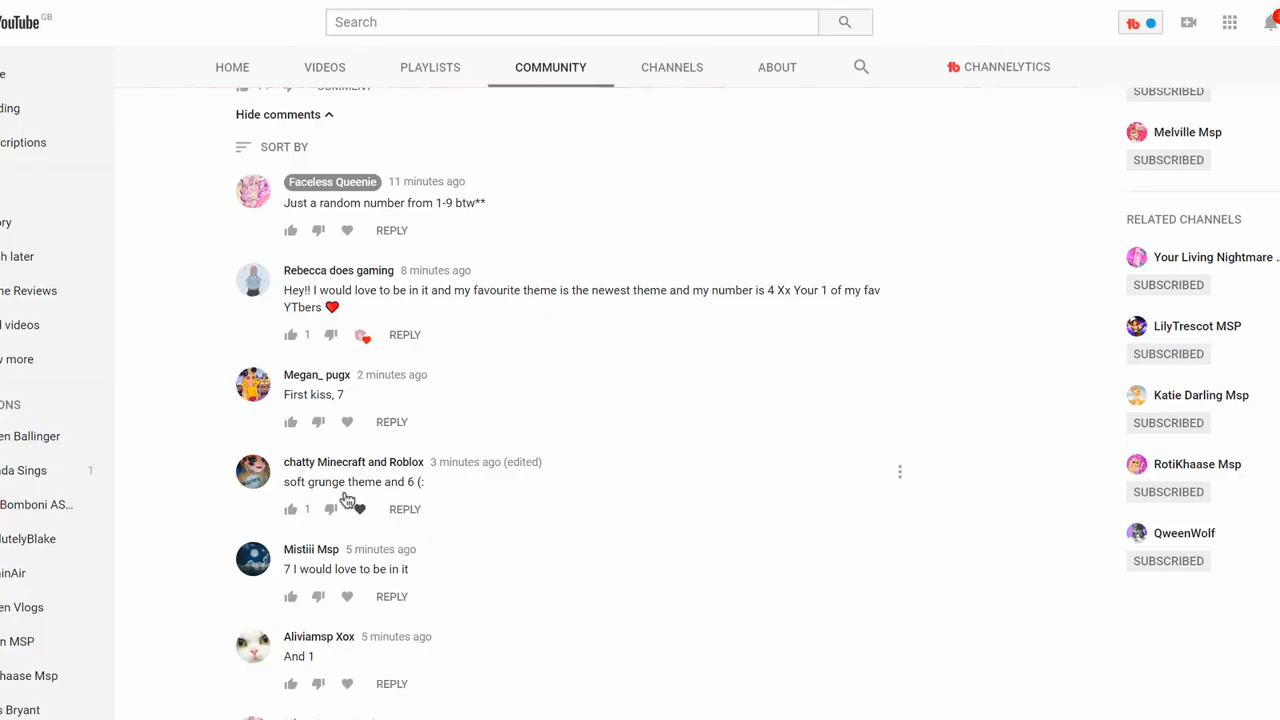 YouTube GB
Search
HOME VIDEOS PLAYLISTS COMMUNITY CHANNELS ABOUT CHANNELYTICS
COMMENT
Hide comments
SORT BY
Faceless Queenie 11 minutes ago
Just a random number from 1-9 btw**
REPLY
Rebecca does gaming 8 minutes ago
Hey!! I would love to be in it and my favourite theme is the newest theme and my number is 4 Xx Your 1 of my fav
YTbers ❤
1 REPLY
Megan_ pugx 2 minutes ago
First kiss, 7
REPLY
chatty Minecraft and Roblox 3 minutes ago (edited)
soft grunge theme and 6 (:
1 REPLY
Mistiii Msp 5 minutes ago
7 I would love to be in it
REPLY
Aliviamsp Xox 5 minutes ago
And 1
REPLY
e
ding
criptions
ory
h later
ne Reviews
l videos
w more
ONS
en Ballinger
da Sings 1
Bomboni AS...
lutelyBlake
inAir
en Vlogs
n MSP
haase Msp
s Bryant
SUBSCRIBED
Melville Msp
SUBSCRIBED
RELATED CHANNELS
Your Living Nightmare ..
SUBSCRIBED
LilyTrescot MSP
SUBSCRIBED
Katie Darling Msp
SUBSCRIBED
RotiKhaase Msp
SUBSCRIBED
QweenWolf
SUBSCRIBED